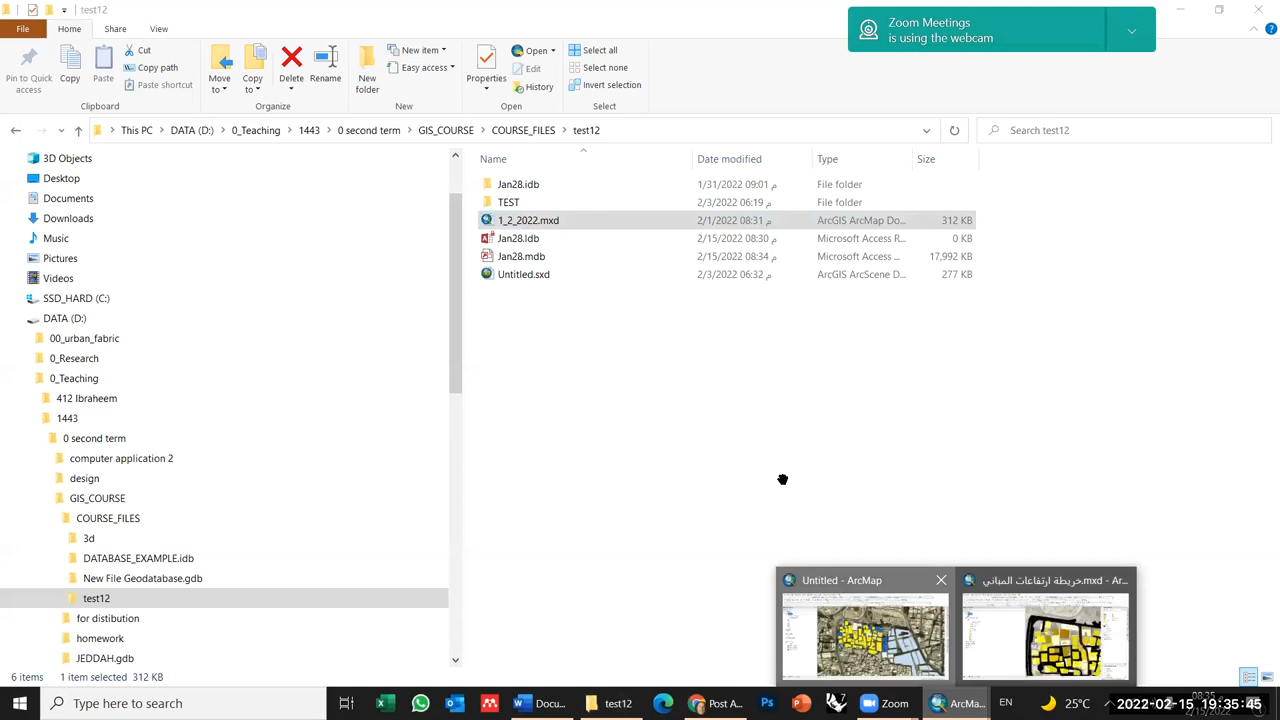 test12
Zoom Meetings
is using the webcam
File
Home
Share
View
Pin to Quick
access
Copy
Paste
Cut
Copy path
Paste shortcut
Clipboard
Move
to
Copy
to
Delete
Rename
Organize
New
folder
New item
Easy access
New
Properties
Open
Edit
History
Open
Select all
Select none
Invert selection
Select
This PC
DATA (D:)
0_Teaching
1443
0 second term
GIS_COURSE
COURSE_FILES
test12
Search test12
3D Objects
Desktop
Documents
Downloads
Music
Pictures
Videos
SSD_HARD (C:)
DATA (D:)
00_urban_fabric
0_Research
0_Teaching
412 Ibraheem
1443
0 second term
computer application 2
design
GIS_COURSE
COURSE_FILES
3d
DATABASE_EXAMPLE.idb
New File Geodatabase.gdb
test12
for distibution
homework
JEDDAH.gdb
Name
Date modified
Type
Size
Jan28.idb
1/31/2022 09:01 م
File folder
TEST
2/3/2022 06:19 م
File folder
1_2_2022.mxd
2/1/2022 08:31 م
ArcGIS ArcMap Do...
312 KB
Jan28.ldb
2/15/2022 08:30 م
Microsoft Access R...
0 KB
Jan28.mdb
2/15/2022 08:34 م
Microsoft Access ...
17,992 KB
Untitled.sxd
2/3/2022 06:32 م
ArcGIS ArcScene D...
277 KB
Untitled - ArcMap
خريطة ارتفاعات المباني.mxd - Ar...
6 items
1 item selected 312 KB
Type here to search
Docu...
test12
Post A...
Zoom
ArcMa...
EN
25°C
2022-02-15 19:35:45